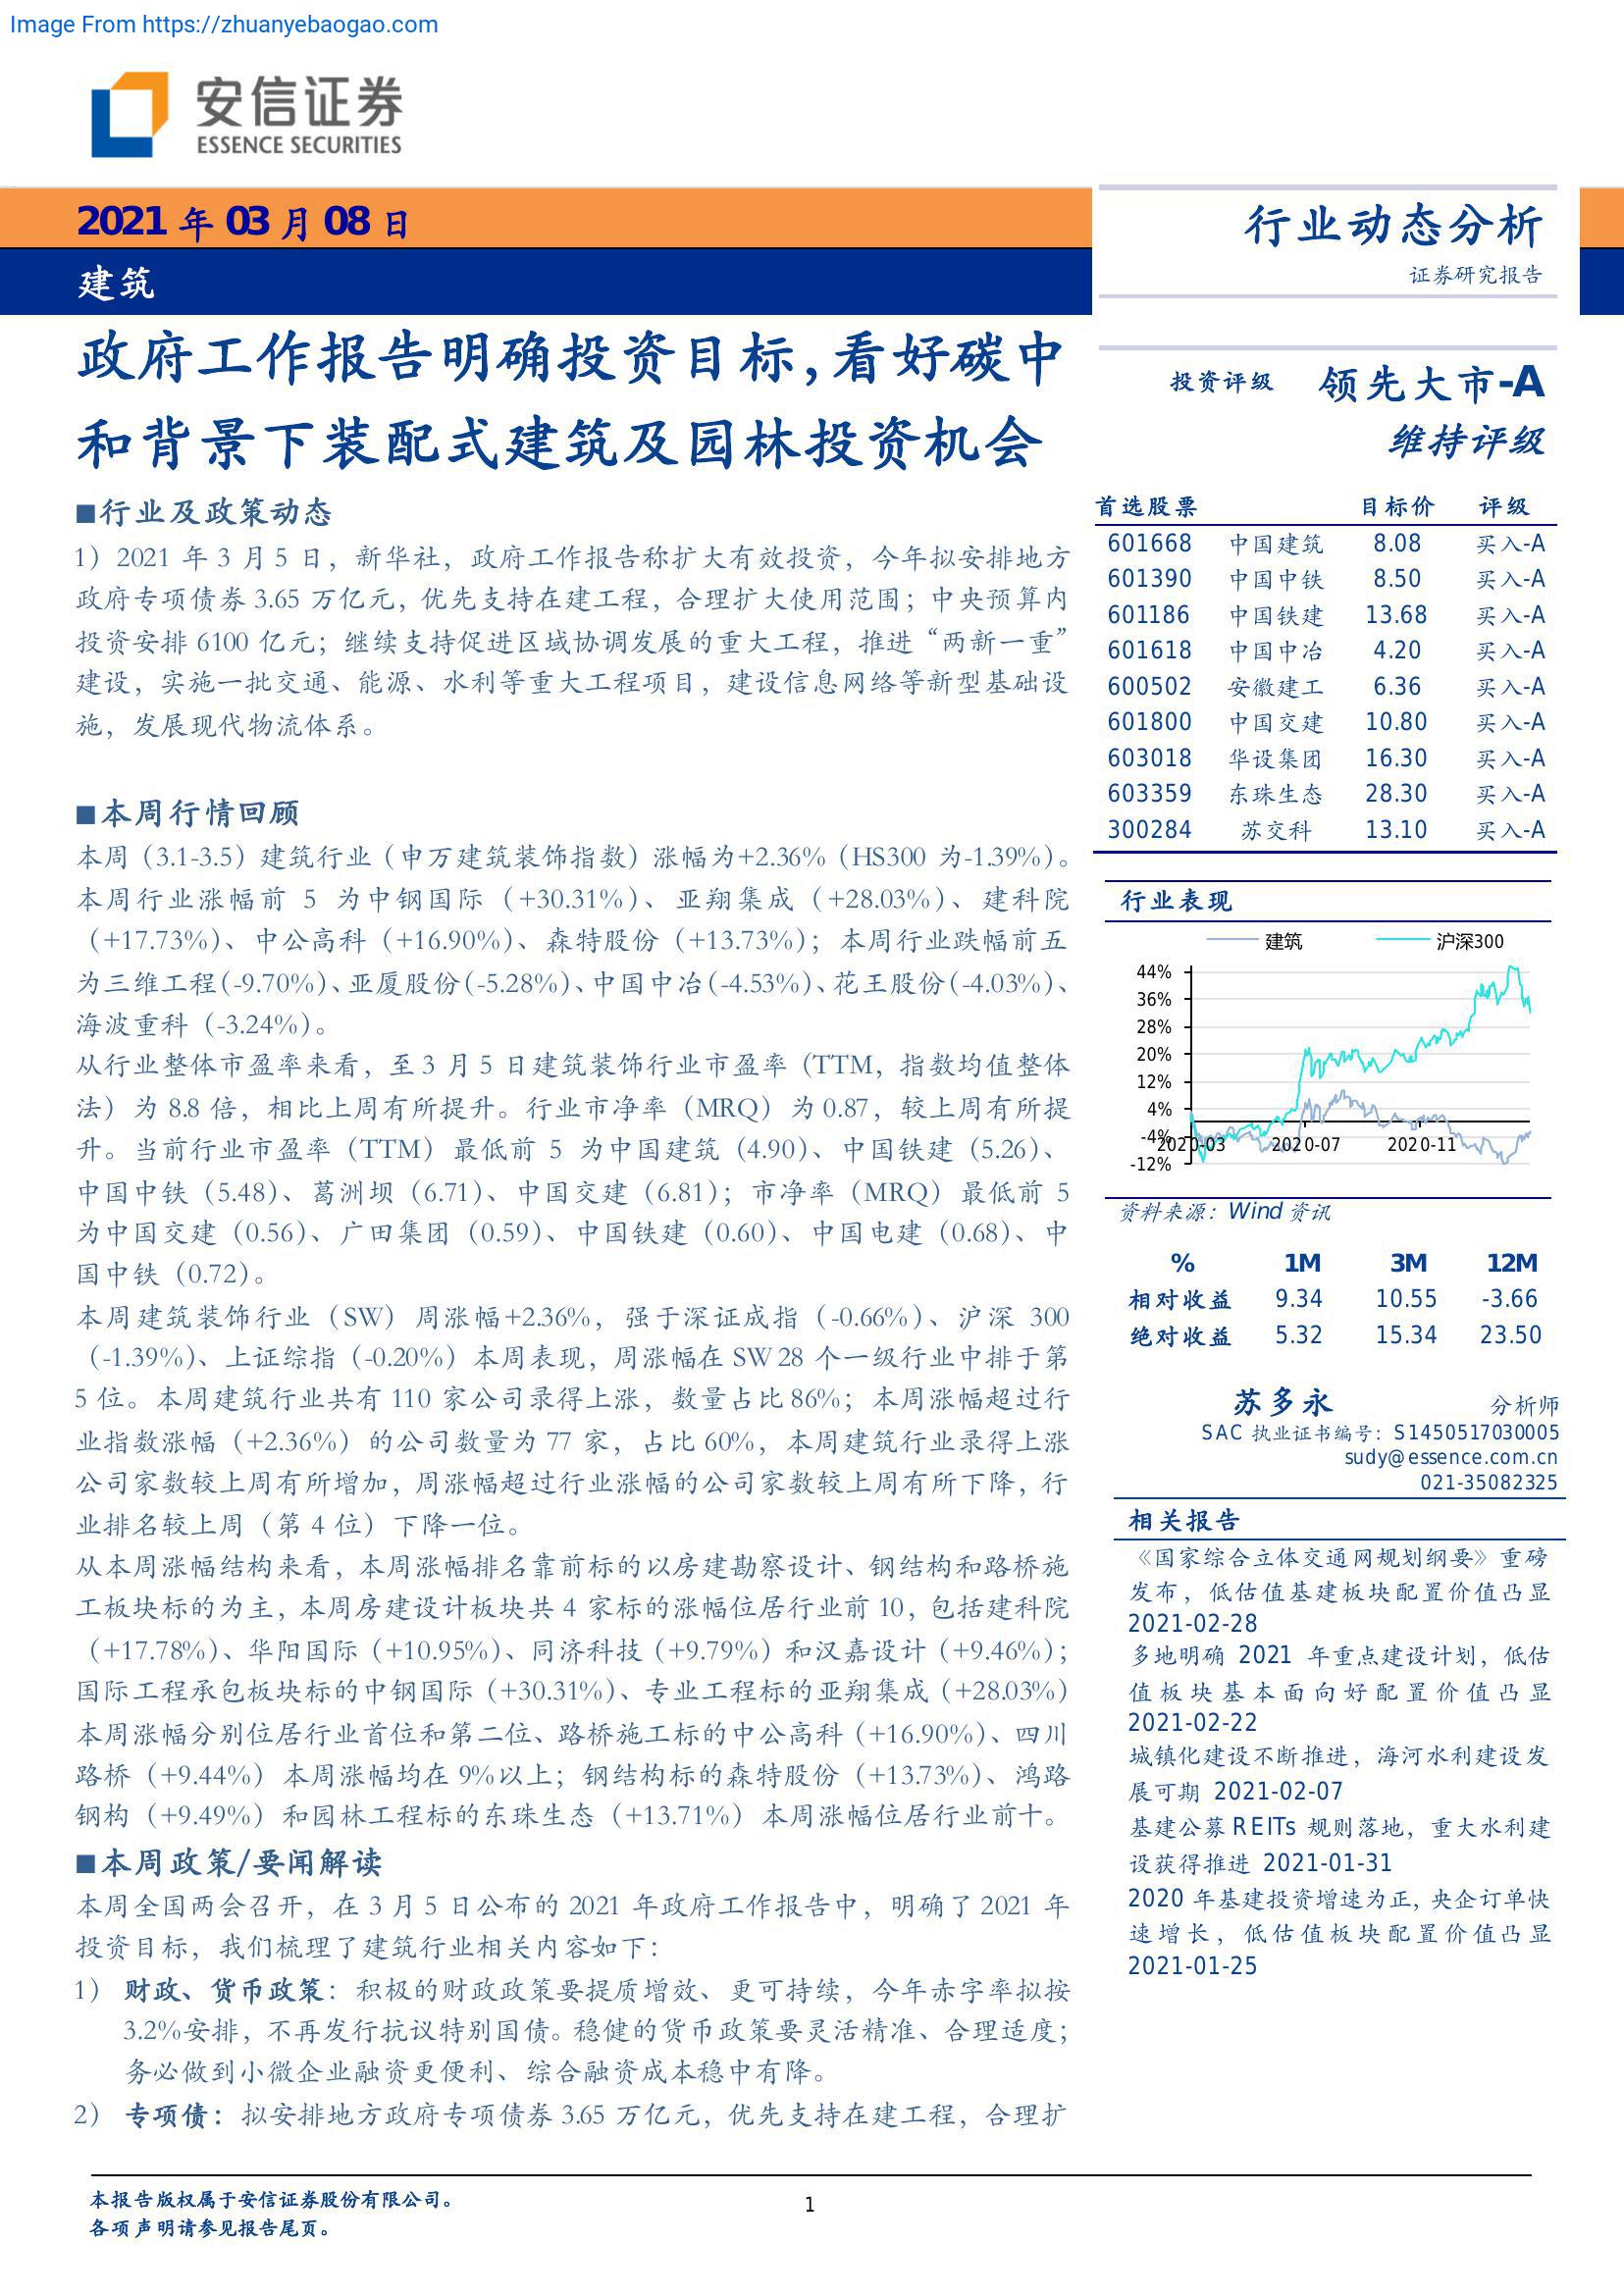 Image From https://zhuanyebaogao.com
安信证券
ESSENCE SECURITIES
2021 年 03 月 08 日
建筑
政府工作报告明确投资目标,看好碳中
和背景下装配式建筑及园林投资机会
■行业及政策动态
1）2021 年 3 月 5 日，新华社，政府工作报告称扩大有效投资，今年拟安排地方
政府专项债券 3.65 万亿元，优先支持在建工程，合理扩大使用范围；中央预算内
投资安排 6100 亿元；继续支持促进区域协调发展的重大工程，推进“两新一重”
建设，实施一批交通、能源、水利等重大工程项目，建设信息网络等新型基础设
施，发展现代物流体系。
■本周行情回顾
本周（3.1-3.5）建筑行业（申万建筑装饰指数）涨幅为+2.36%（HS300 为-1.39%）。
本周行业涨幅前 5 为中钢国际（+30.31%）、亚翔集成（+28.03%）、建科院
（+17.73%）、中公高科（+16.90%）、森特股份（+13.73%）；本周行业跌幅前五
为三维工程(-9.70%)、亚厦股份(-5.28%)、中国中冶(-4.53%)、花王股份(-4.03%)、
海波重科（-3.24%）。
从行业整体市盈率来看，至 3 月 5 日建筑装饰行业市盈率（TTM，指数均值整体
法）为 8.8 倍，相比上周有所提升。行业市净率（MRQ）为 0.87，较上周有所提
升。当前行业市盈率（TTM）最低前 5 为中国建筑（4.90）、中国铁建（5.26）、
中国中铁（5.48）、葛洲坝（6.71）、中国交建（6.81）；市净率（MRQ）最低前 5
为中国交建（0.56）、广田集团（0.59）、中国铁建（0.60）、中国电建（0.68）、中
国中铁（0.72）。
本周建筑装饰行业（SW）周涨幅+2.36%，强于深证成指（-0.66%）、沪深 300
（-1.39%）、上证综指（-0.20%）本周表现，周涨幅在 SW 28 个一级行业中排于第
5 位。本周建筑行业共有 110 家公司录得上涨，数量占比 86%；本周涨幅超过行
业指数涨幅（+2.36%）的公司数量为 77 家，占比 60%，本周建筑行业录得上涨
公司家数较上周有所增加，周涨幅超过行业涨幅的公司家数较上周有所下降，行
业排名较上周（第 4 位）下降一位。
从本周涨幅结构来看，本周涨幅排名靠前标的以房建勘察设计、钢结构和路桥施
工板块标的为主，本周房建设计板块共 4 家标的涨幅位居行业前 10，包括建科院
（+17.78%）、华阳国际（+10.95%）、同济科技（+9.79%）和汉嘉设计（+9.46%）；
国际工程承包板块标的中钢国际（+30.31%）、专业工程标的亚翔集成（+28.03%）
本周涨幅分别位居行业首位和第二位、路桥施工标的中公高科（+16.90%）、四川
路桥（+9.44%）本周涨幅均在 9%以上；钢结构标的森特股份（+13.73%）、鸿路
钢构（+9.49%）和园林工程标的东珠生态（+13.71%）本周涨幅位居行业前十。
■本周政策/要闻解读
本周全国两会召开，在 3 月 5 日公布的 2021 年政府工作报告中，明确了 2021 年
投资目标，我们梳理了建筑行业相关内容如下：
1） 财政、货币政策：积极的财政政策要提质增效、更可持续，今年赤字率拟按
3.2%安排，不再发行抗议特别国债。稳健的货币政策要灵活精准、合理适度；
务必做到小微企业融资更便利、综合融资成本稳中有降。
2） 专项债：拟安排地方政府专项债券 3.65 万亿元，优先支持在建工程，合理扩
行业动态分析
证券研究报告
投资评级 领先大市-A
维持评级
首选股票 目标价 评级
601668 中国建筑 8.08 买入-A
601390 中国中铁 8.50 买入-A
601186 中国铁建 13.68 买入-A
601618 中国中冶 4.20 买入-A
600502 安徽建工 6.36 买入-A
601800 中国交建 10.80 买入-A
603018 华设集团 16.30 买入-A
603359 东珠生态 28.30 买入-A
300284 苏交科 13.10 买入-A
行业表现
建筑 沪深300
44%
36%
28%
20%
12%
4%
-4%
2020-03 2020-07 2020-11
-12%
资料来源：Wind 资讯
% 1M 3M 12M
相对收益 9.34 10.55 -3.66
绝对收益 5.32 15.34 23.50
苏多永 分析师
SAC 执业证书编号：S1450517030005
sudy@essence.com.cn
021-35082325
相关报告
《国家综合立体交通网规划纲要》重磅
发布，低估值基建板块配置价值凸显
2021-02-28
多地明确 2021 年重点建设计划，低估
值板块基本面向好配置价值凸显
2021-02-22
城镇化建设不断推进，海河水利建设发
展可期 2021-02-07
基建公募 REITs 规则落地，重大水利建
设获得推进 2021-01-31
2020 年基建投资增速为正,央企订单快
速增长，低估值板块配置价值凸显
2021-01-25
本报告版权属于安信证券股份有限公司。
各项声明请参见报告尾页。
1